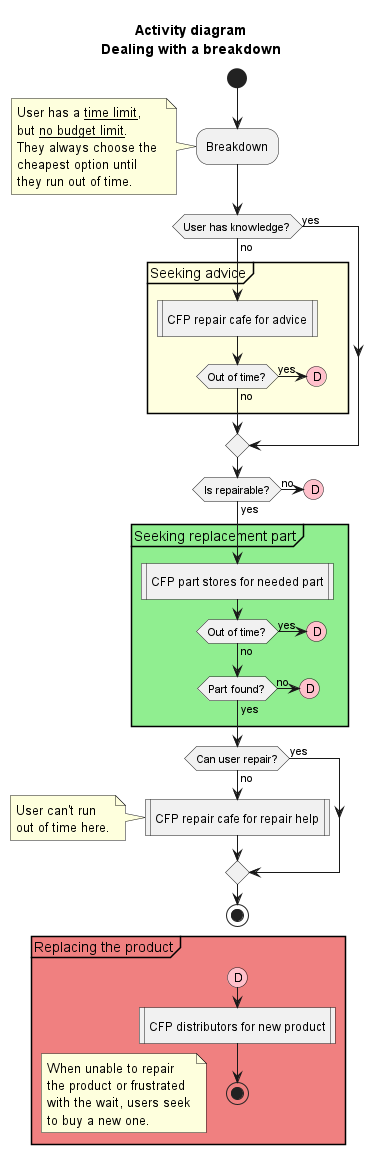 Activity diagram
Dealing with a breakdown
User has a time limit,
but no budget limit.
They always choose the
cheapest option until
they run out of time.
Breakdown
User has knowledge?
yes
no
Seeking advice
CFP repair cafe for advice
Out of time?
yes
D
no
Is repairable?
no
D
yes
Seeking replacement part
CFP part stores for needed part
Out of time?
yes
D
no
Part found?
no
D
yes
Can user repair?
yes
no
User can't run
out of time here.
CFP repair cafe for repair help
Replacing the product
D
CFP distributors for new product
When unable to repair
the product or frustrated
with the wait, users seek
to buy a new one.